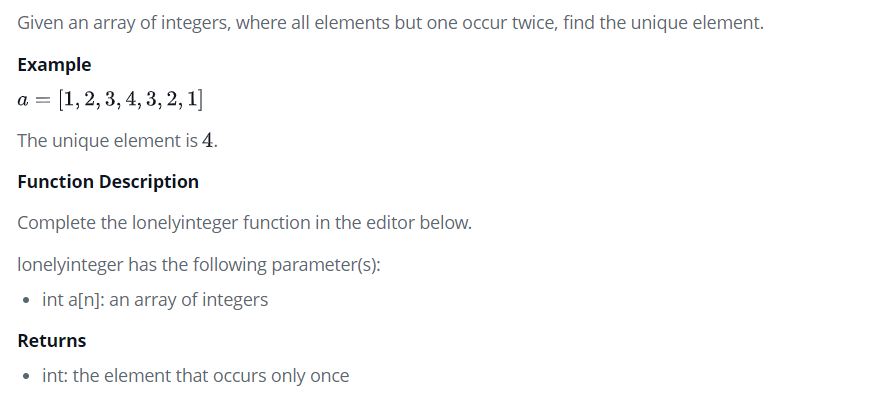 Given an array of integers, where all elements but one occur twice, find the unique element.
Example
a = [1, 2, 3, 4, 3, 2, 1]
The unique element is 4.
Function Description
Complete the lonelyinteger function in the editor below.
lonelyinteger has the following parameter(s):
• int a[n]: an array of integers
Returns
• int: the element that occurs only once